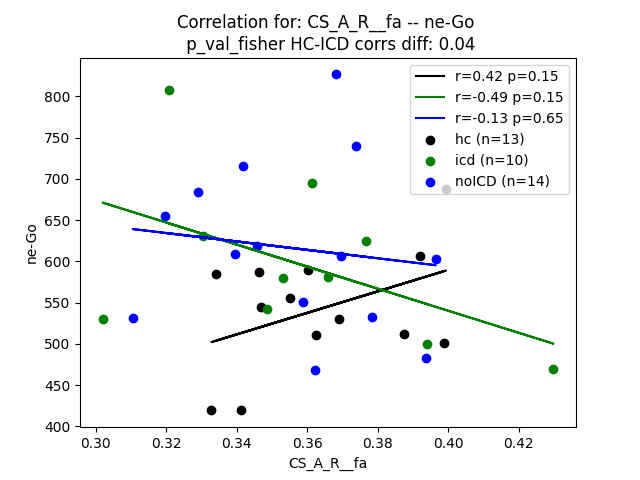 Correlation for: CS_A_R__fa -- ne-Go
p_val_fisher HC-ICD corrs diff: 0.04
r=0.42 p=0.15
r=-0.49 p=0.15
r=-0.13 p=0.65
hc (n=13)
icd (n=10)
noICD (n=14)
800
750
700
650
600
550
500
450
400
ne-Go
0.30 0.32 0.34 0.36 0.38 0.40 0.42
CS_A_R__fa